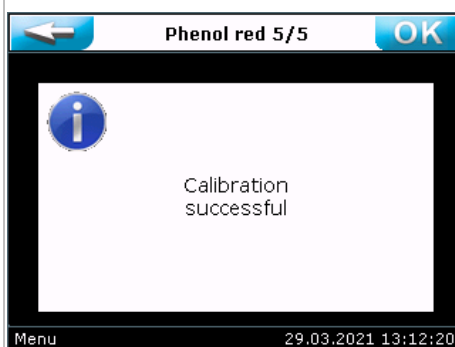 Phenol red 5/5
OK
Calibration
successful
Menu
29.03.2021 13:12:20